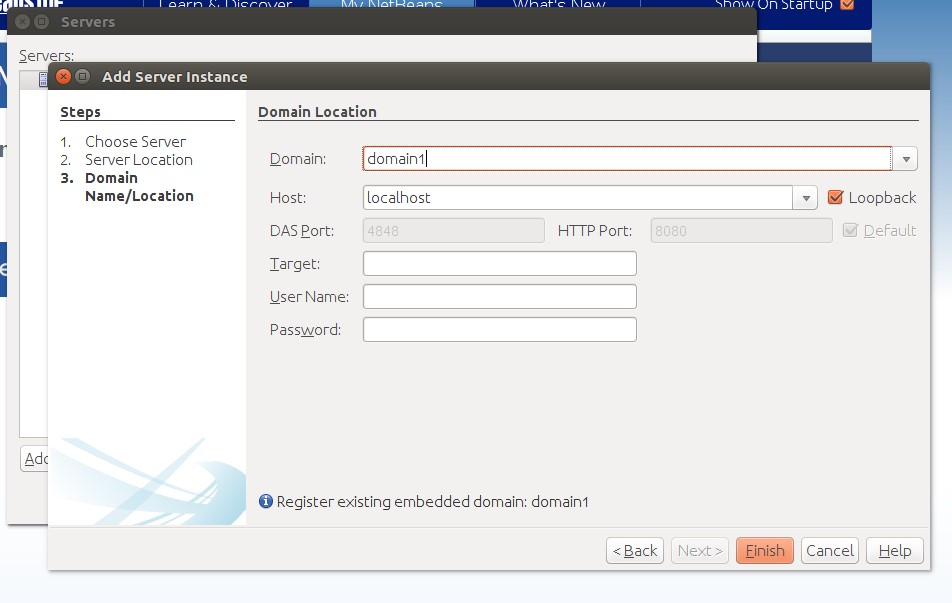 Learn & Discover My NetBeans What's New Show On Startup
Servers
Servers:
Add Server Instance
Steps
Domain Location
1. Choose Server
2. Server Location
3. Domain Name/Location
Domain: domain1
Host: localhost Loopback
DAS Port: 4848 HTTP Port: 8080 Default
Target:
User Name:
Password:
Register existing embedded domain: domain1
< Back Next > Finish Cancel Help